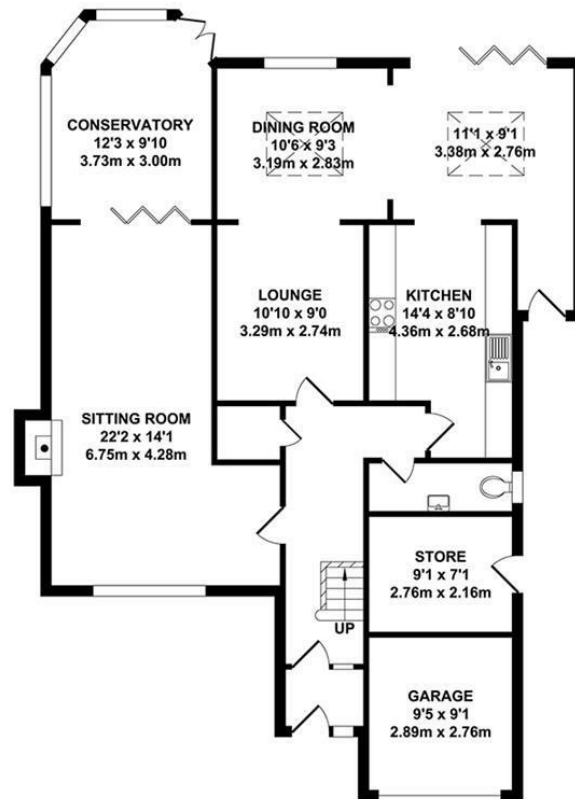 CONSERVATORY
12'3 x 9'10
3.73m x 3.00m
DINING ROOM
10'6 x 9'3
3.19m x 2.83m
11'1 x 9'1
3.38m x 2.76m
LOUNGE
10'10 x 9'0
3.29m x 2.74m
KITCHEN
14'4 x 8'10
4.36m x 2.68m
SITTING ROOM
22'2 x 14'1
6.75m x 4.28m
STORE
9'1 x 7'1
2.76m x 2.16m
UP
GARAGE
9'5 x 9'1
2.89m x 2.76m